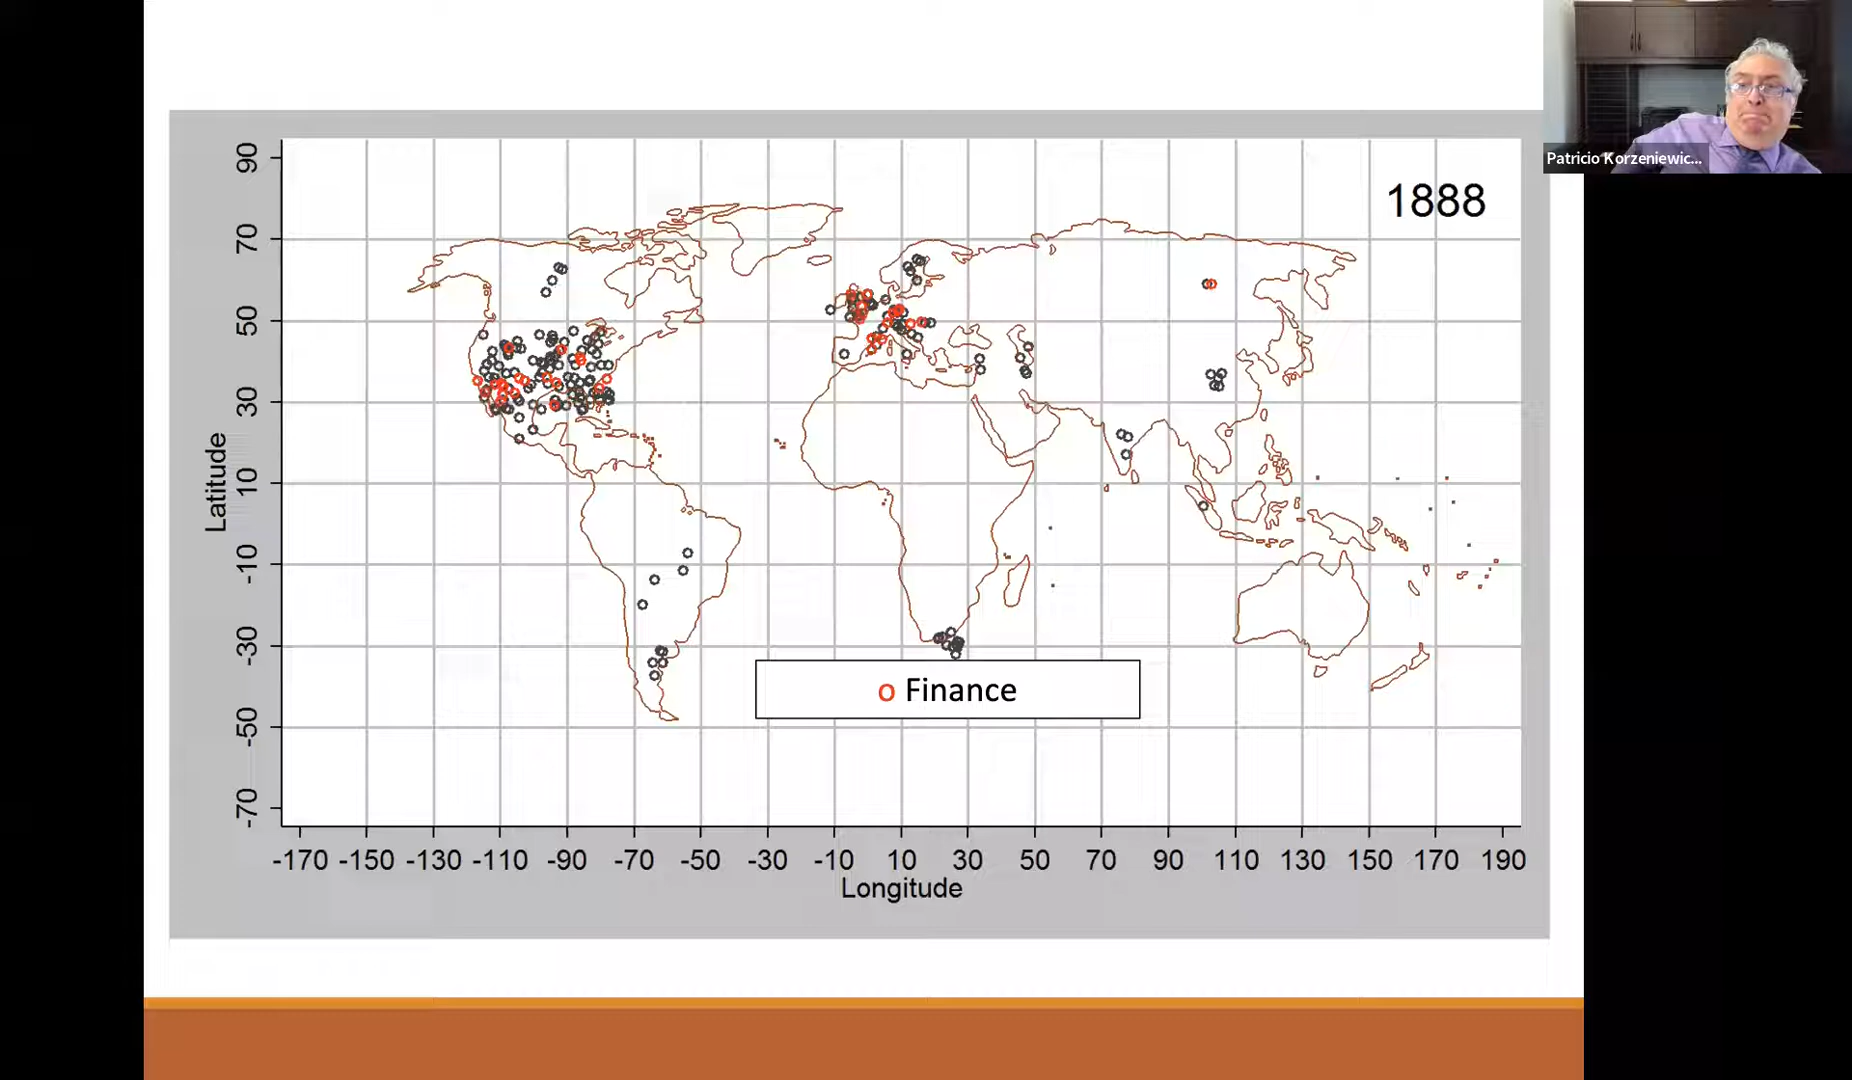 Patricio Korzeniewic...
1888
90
70
50
30
10
-10
-30
-50
-70
Latitude
o Finance
-170 -150 -130 -110 -90 -70 -50 -30 -10 10 30 50 70 90 110 130 150 170 190
Longitude